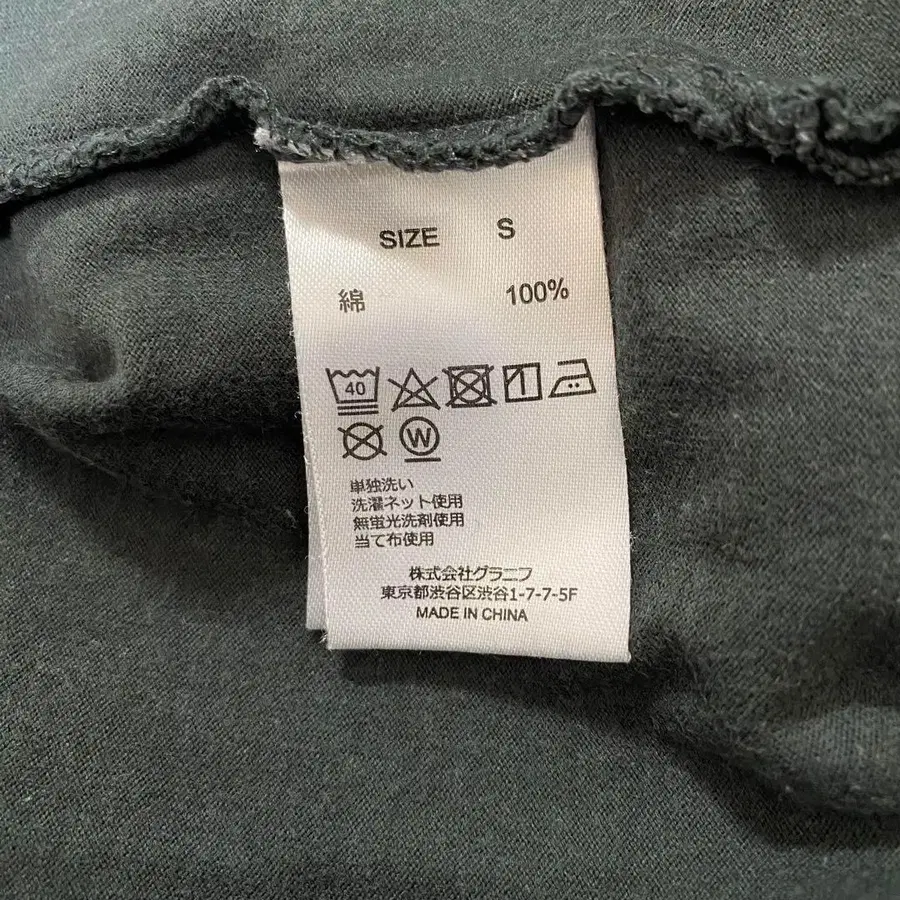 SIZE S
綿 100%
40
W
単独洗い
洗濯ネット使用
無蛍光洗剤使用
当て布使用
株式会社グラニフ
東京都渋谷区渋谷1-7-7-5F
MADE IN CHINA